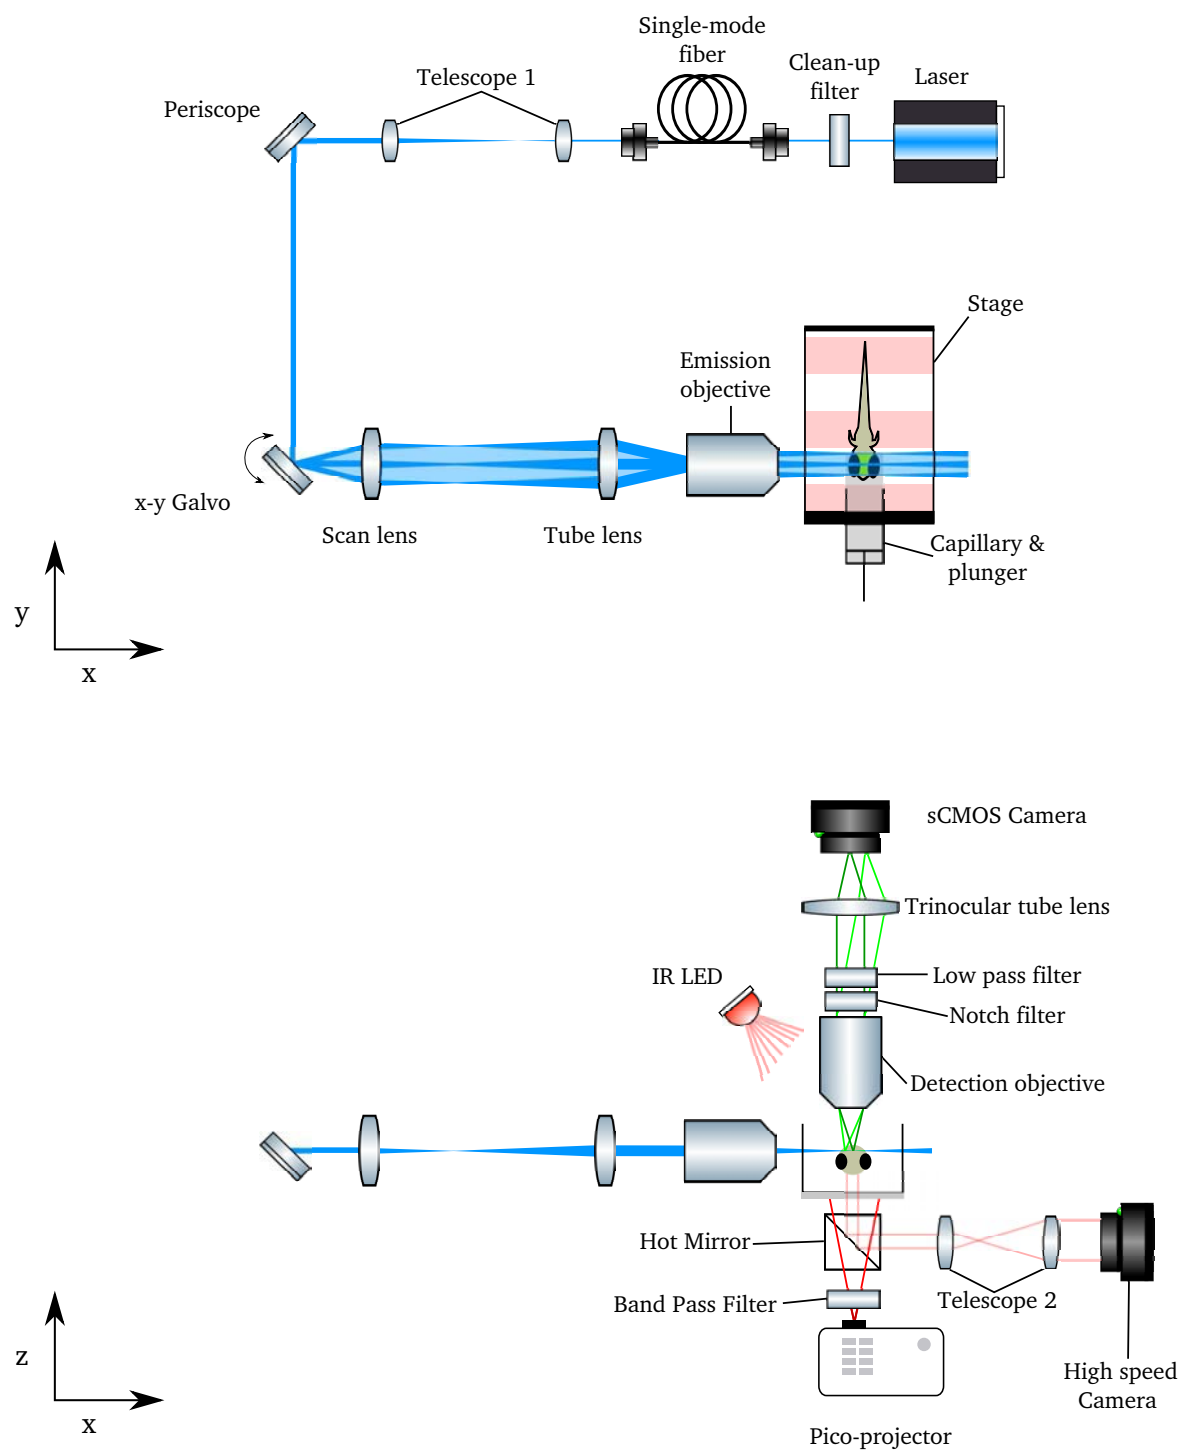 Single-mode
fiber
Clean-up
filter
Laser
Telescope 1
Periscope
Stage
Emission
objective
x-y Galvo
Scan lens
Tube lens
Capillary &
plunger
y
x
sCMOS Camera
Trinocular tube lens
IR LED
Low pass filter
Notch filter
Detection objective
Hot Mirror
Band Pass Filter
Telescope 2
z
x
High speed
Camera
Pico-projector